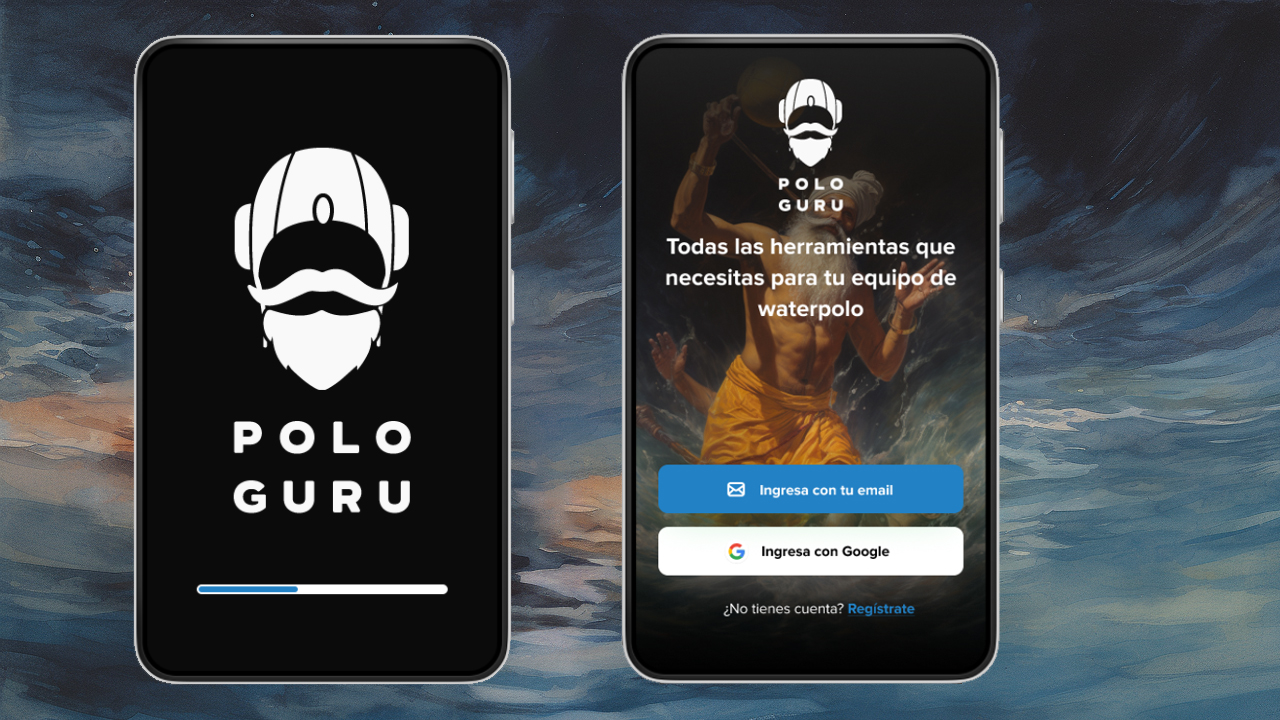 POLO
GURU
POLO
GURU
Todas las herramientas que
necesitas para tu equipo de
waterpolo
Ingresa con tu email
Ingresa con Google
¿No tienes cuenta? Regístrate